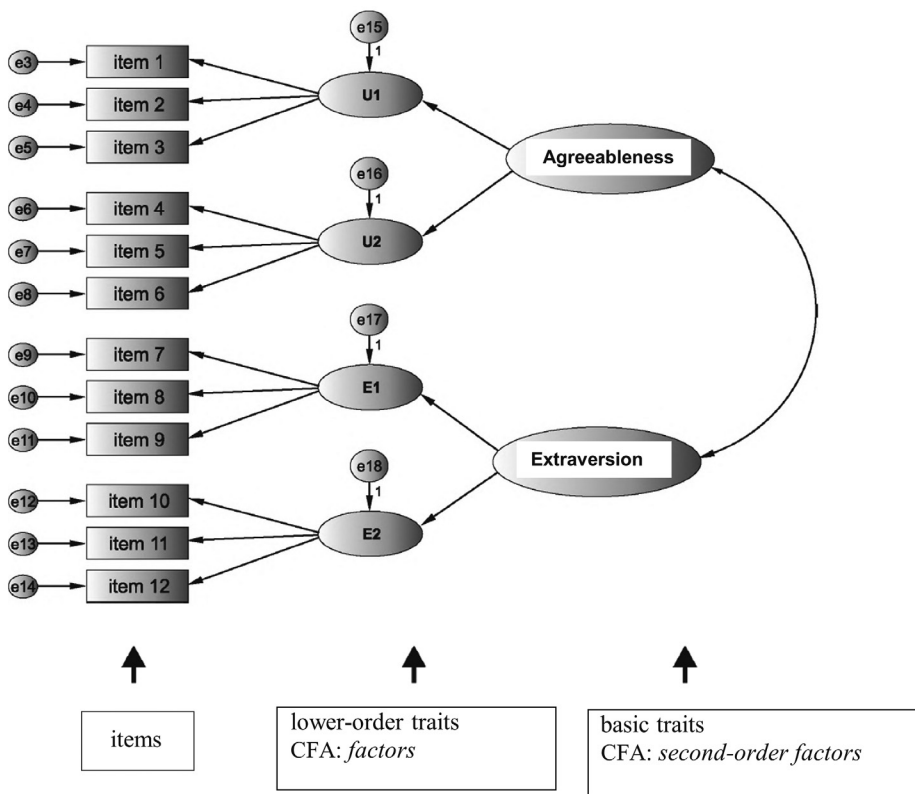 e15
1
e3
item 1
e4
item 2
U1
e5
item 3
Agreeableness
e16
1
e6
item 4
e7
item 5
U2
e8
item 6
e17
1
e9
item 7
e10
item 8
E1
e11
item 9
Extraversion
e18
1
e12
item 10
e13
item 11
E2
e14
item 12
items
lower-order traits
CFA: factors
basic traits
CFA: second-order factors